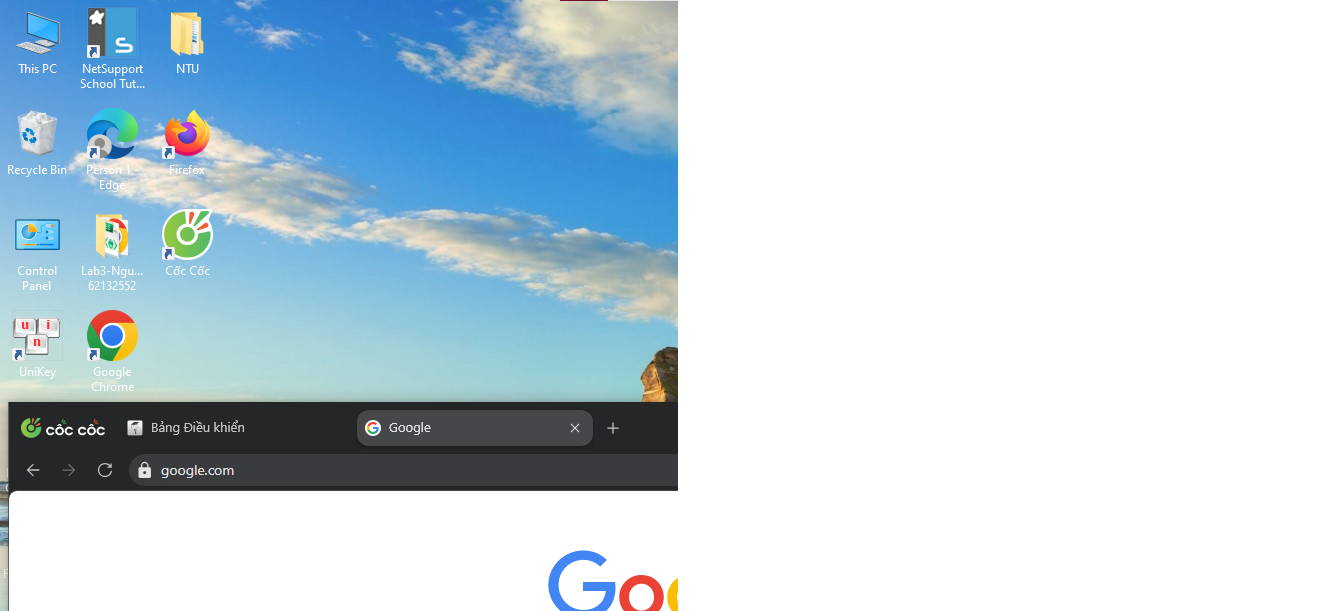 This PC
NetSupport
School Tut...
NTU
Recycle Bin
Person 1 -
Edge
Firefox
Control
Panel
Lab3-Ngu...
62132552
Cốc Cốc
u i n
UniKey
Google
Chrome
cốc cốc
Bảng Điều khiển
Google
google.com
Goo